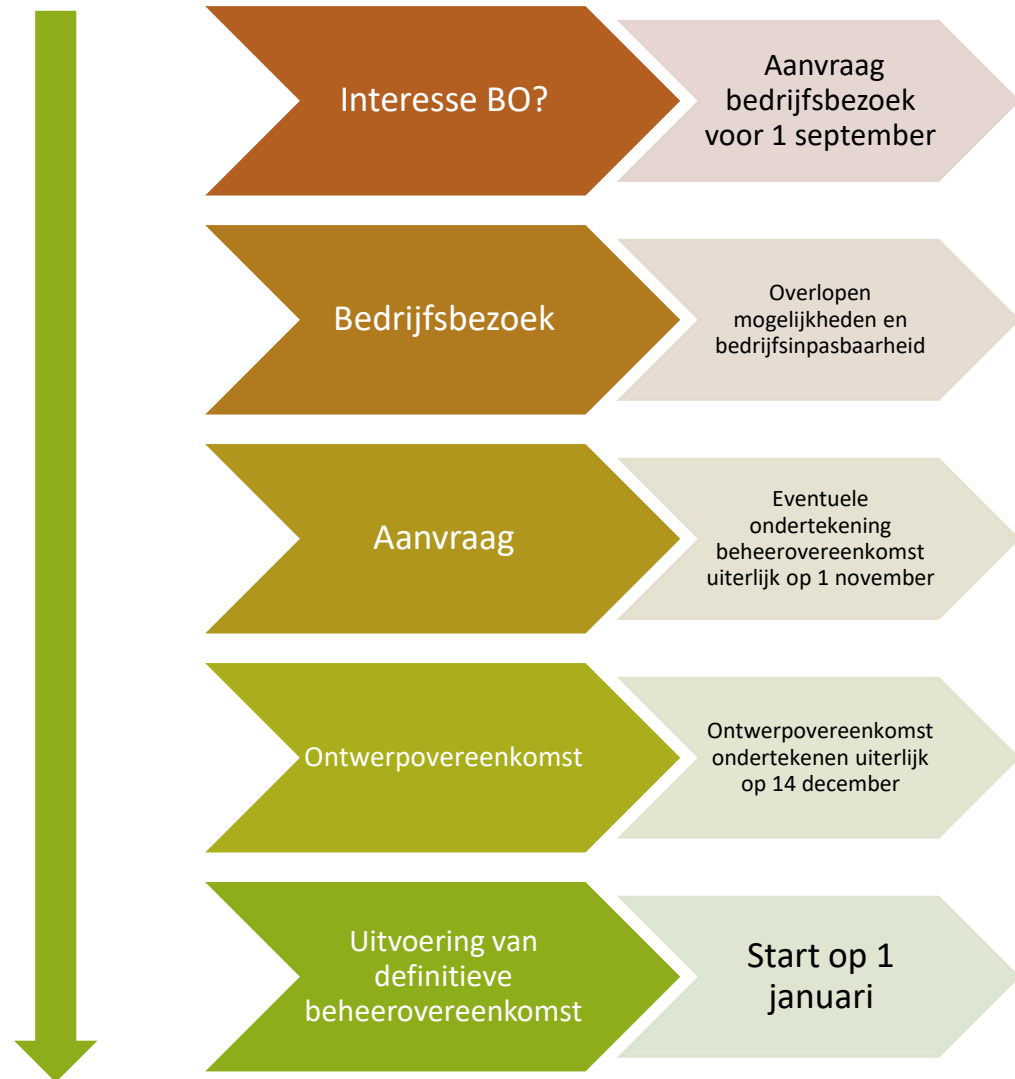 Interesse BO?
Aanvraag
bedrijfsbezoek
voor 1 september
Bedrijfsbezoek
Overlopen
mogelijkheden en
bedrijfsinpasbaarheid
Aanvraag
Eventuele
ondertekening
beheerovereenkomst
uiterlijk op 1 november
Ontwerpovereenkomst
Ontwerpovereenkomst
ondertekenen uiterlijk
op 14 december
Uitvoering van
definitieve
beheerovereenkomst
Start op 1
januari